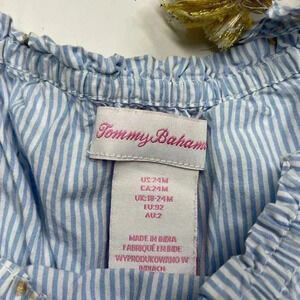 Tommy Bahama
US:24M
CA:24M
UK:18-24M
EU:92
AU:2
MADE IN INDIA
FABRIQUÉ EN INDE
WYPRODUKOWANO W
INDIACH